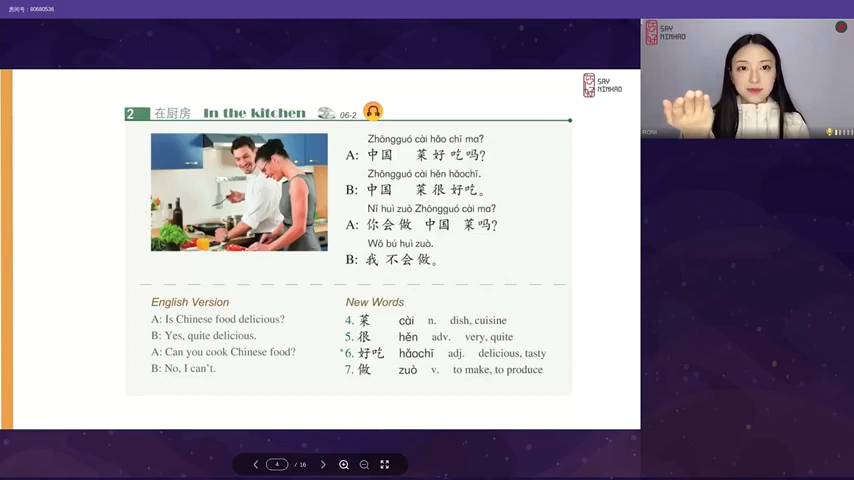 房间号：80680536
SAY
NINHAO
2 在厨房 In the kitchen 06-2
Zhōngguó cài hǎo chī ma?
A: 中国 菜 好 吃 吗?
Zhōngguó cài hěn hǎochī.
B: 中国 菜 很 好吃。
Nǐ huì zuò Zhōngguó cài ma?
A: 你 会 做 中国 菜吗?
Wǒ bú huì zuò.
B: 我 不 会 做。
English Version
A: Is Chinese food delicious?
B: Yes, quite delicious.
A: Can you cook Chinese food?
B: No, I can't.
New Words
4. 菜 cài n. dish, cuisine
5. 很 hěn adv. very, quite
*6. 好吃 hǎochī adj. delicious, tasty
7. 做 zuò v. to make, to produce
4 / 16
SAY
NINHAO
RONI